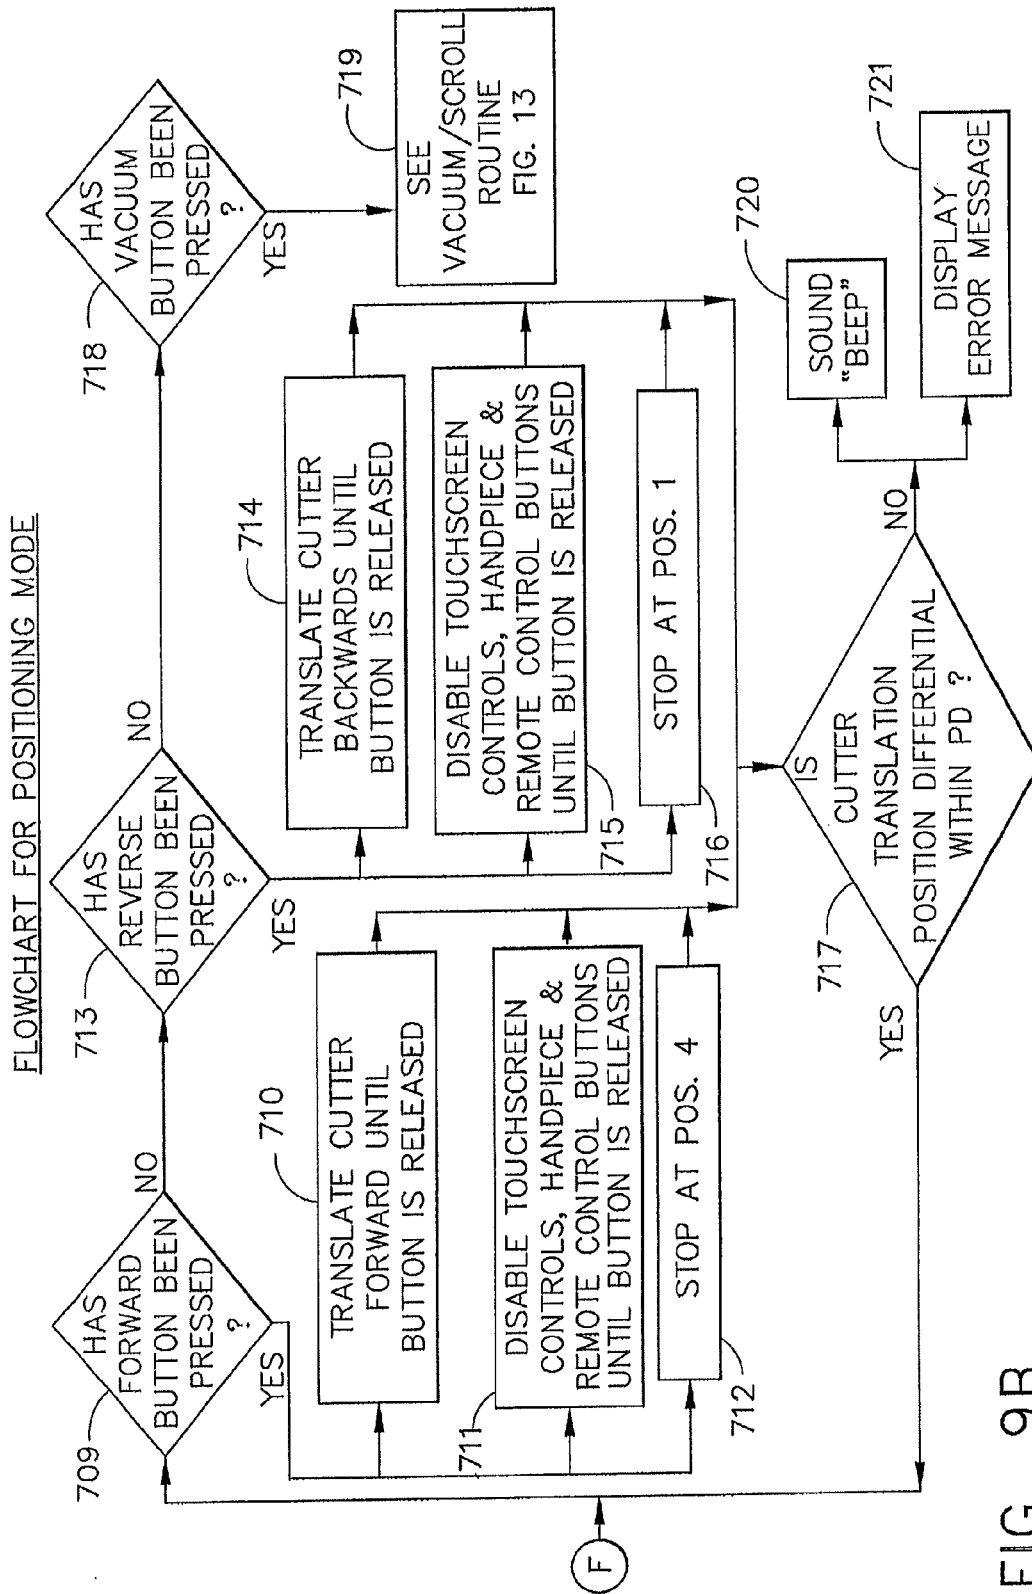 FLOWCHART FOR POSITIONING MODE
709
HAS
FORWARD
BUTTON BEEN
PRESSED
?
NO
YES
710
TRANSLATE CUTTER
FORWARD UNTIL
BUTTON IS RELEASED
711
DISABLE TOUCHSCREEN
CONTROLS, HANDPIECE &
REMOTE CONTROL BUTTONS
UNTIL BUTTON IS RELEASED
STOP AT POS. 4
712
713
HAS
REVERSE
BUTTON BEEN
PRESSED
?
NO
YES
714
TRANSLATE CUTTER
BACKWARDS UNTIL
BUTTON IS RELEASED
DISABLE TOUCHSCREEN
CONTROLS, HANDPIECE &
REMOTE CONTROL BUTTONS
UNTIL BUTTON IS RELEASED
715
STOP AT POS. 1
716
718
HAS
VACUUM
BUTTON BEEN
PRESSED
?
YES
719
SEE
VACUUM/SCROLL
ROUTINE
FIG. 13
F
717
IS
CUTTER
TRANSLATION
POSITION DIFFERENTIAL
WITHIN PD ?
YES
NO
720
SOUND
"BEEP"
721
DISPLAY
ERROR MESSAGE
FIG. 9B